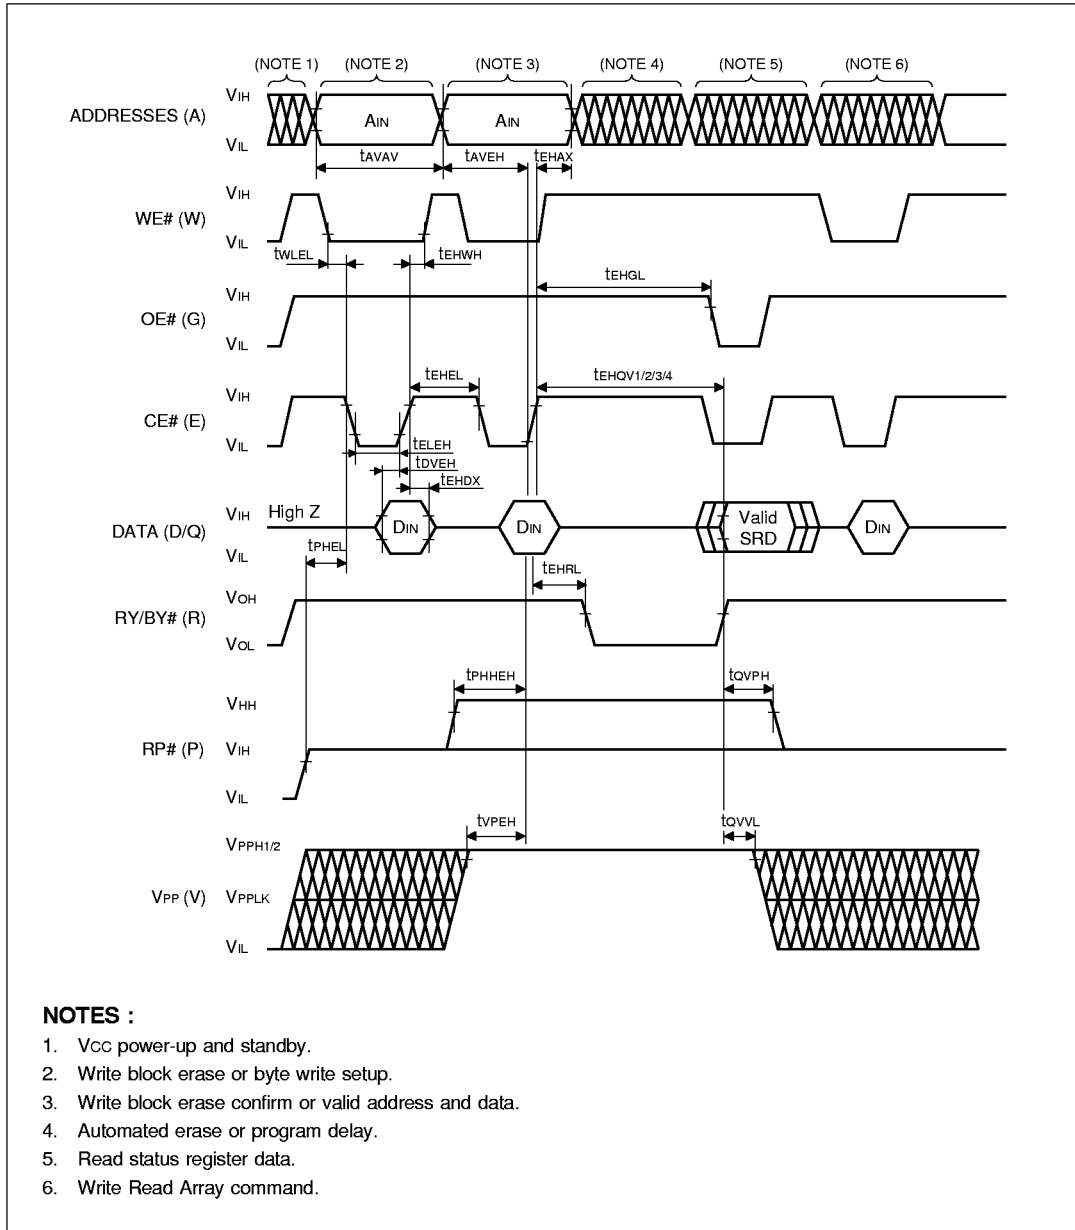 (NOTE 1) (NOTE 2) (NOTE 3) (NOTE 4) (NOTE 5) (NOTE 6)
VIH
ADDRESSES (A) AIN AIN
VIL
tAVAV tAVEH tEHAX
VIH
WE# (W)
VIL
tWLEL tEHWH
tEHGL
VIH
OE# (G)
VIL
tEHEL tEHQV1/2/3/4
VIH
CE# (E)
VIL
tELEH
tDVEH
tEHDX
VIH High Z
DATA (D/Q) DIN DIN Valid SRD DIN
VIL
tPHEL
tEHRL
VOH
RY/BY# (R)
VOL
tPHHEH tQVPH
VHH
RP# (P) VIH
VIL
tVPEH tQVVL
VPPH1/2
VPP (V) VPPLK
VIL
NOTES :
1. VCC power-up and standby.
2. Write block erase or byte write setup.
3. Write block erase confirm or valid address and data.
4. Automated erase or program delay.
5. Read status register data.
6. Write Read Array command.